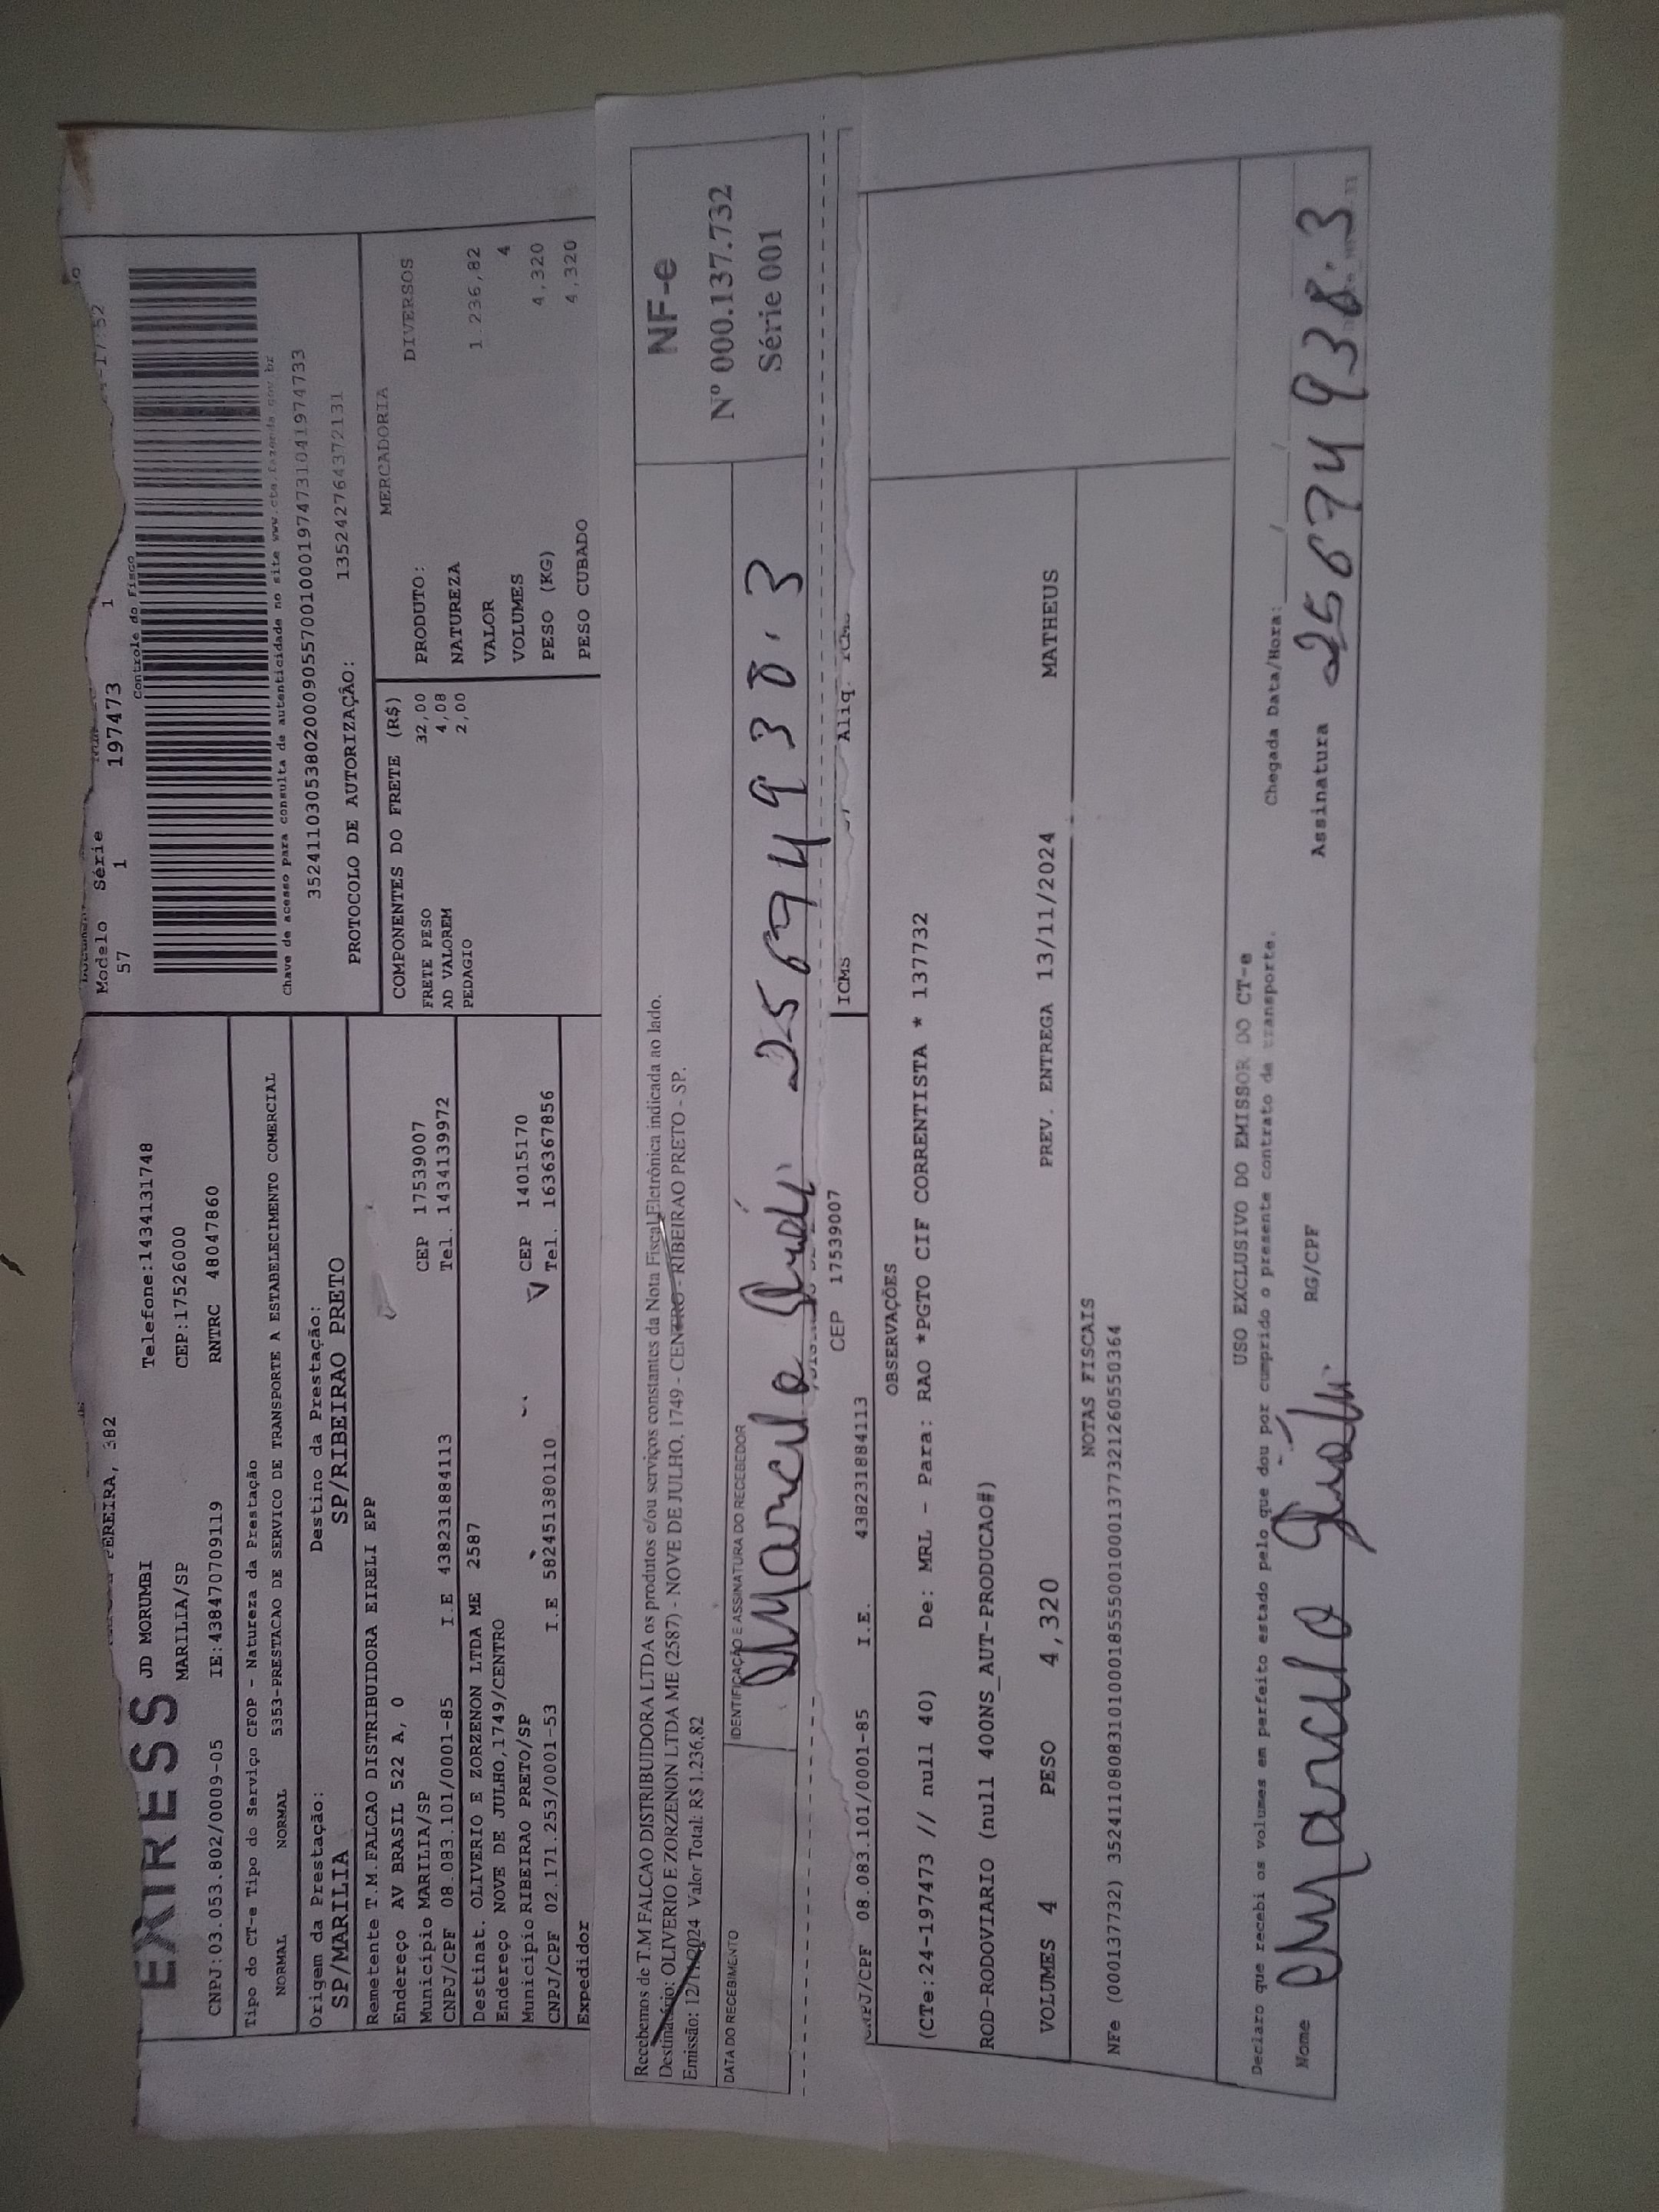 PEREIRA, 382
EXTRESS
JD MORUMBI
Telefone:1434131748
MARILIA/SP
CEP:17526000
CNPJ:03.053.802/0009-05 IE:438470709119 RNTRC 48047860
Modelo Série
57 1 197473 1
Controle do Fisco
Chave de acesso para consulta de autenticidade no site www.cte.fazenda.gov.br
35241103053802000905570010001974731041974733
PROTOCOLO DE AUTORIZAÇÃO: 135242764372131
Tipo do CT-e Tipo do Serviço CFOP - Natureza da Prestação
NORMAL NORMAL 5353-PRESTACAO DE SERVICO DE TRANSPORTE A ESTABELECIMENTO COMERCIAL
Origem da Prestação: Destino da Prestação:
SP/MARILIA SP/RIBEIRAO PRETO
Remetente T.M.FALCAO DISTRIBUIDORA EIRELI EPP
Endereço AV BRASIL 522 A, 0
Município MARILIA/SP CEP 17539007
CNPJ/CPF 08.083.101/0001-85 I.E 438231884113 Tel. 1434139972
Destinat. OLIVERIO E ZORZENON LTDA ME 2587
Endereço NOVE DE JULHO,1749/CENTRO
Município RIBEIRAO PRETO/SP CEP 14015170
CNPJ/CPF 02.171.253/0001-53 I.E 582451380110 Tel. 1636367856
Expedidor
COMPONENTES DO FRETE (R$)
FRETE PESO 32,00
AD VALOREM 4,08
PEDAGIO 2,00
MERCADORIA
PRODUTO: DIVERSOS
NATUREZA
VALOR 1.236,82
VOLUMES 4
PESO (KG) 4,320
PESO CUBADO 4,320
Recebemos de T.M FALCAO DISTRIBUIDORA LTDA os produtos e/ou serviços constantes da Nota Fiscal Eletrônica indicada ao lado.
Destinatário: OLIVERIO E ZORZENON LTDA ME (2587) - NOVE DE JULHO, 1749 - CENTRO - RIBEIRAO PRETO - SP.
Emissão: 12/11/2024 Valor Total: R$ 1.236,82
DATA DO RECEBIMENTO
IDENTIFICAÇÃO E ASSINATURA DO RECEBEDOR
25674938.3
NF-e
Nº 000.137.732
Série 001
CEP 17539007
CNPJ/CPF 08.083.101/0001-85 I.E. 438231884113 ICMS Aliq.
OBSERVAÇÕES
(CTe:24-197473 // null 40) De: MRL - Para: RAO *PGTO CIF CORRENTISTA * 137732
ROD-RODOVIARIO (null 400NS_AUT-PRODUCAO#)
VOLUMES 4 PESO 4,320 PREV. ENTREGA 13/11/2024 MATHEUS
NOTAS FISCAIS
NFe (000137732) 35241108083101000185550010001377321260550364
USO EXCLUSIVO DO EMISSOR DO CT-e
Declaro que recebi os volumes em perfeito estado pelo que dou por cumprido o presente contrato de transporte. Chegada Data/Hora: ___/___/
Nome RG/CPF Assinatura 25674938.3